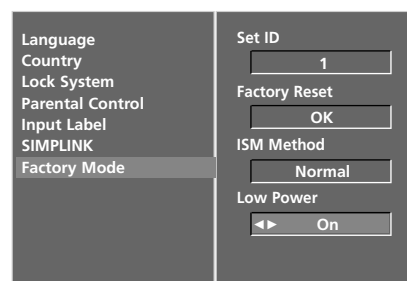 Language
Country
Lock System
Parental Control
Input Label
SIMPLINK
Factory Mode
Set ID
1
Factory Reset
OK
ISM Method
Normal
Low Power
◄► On